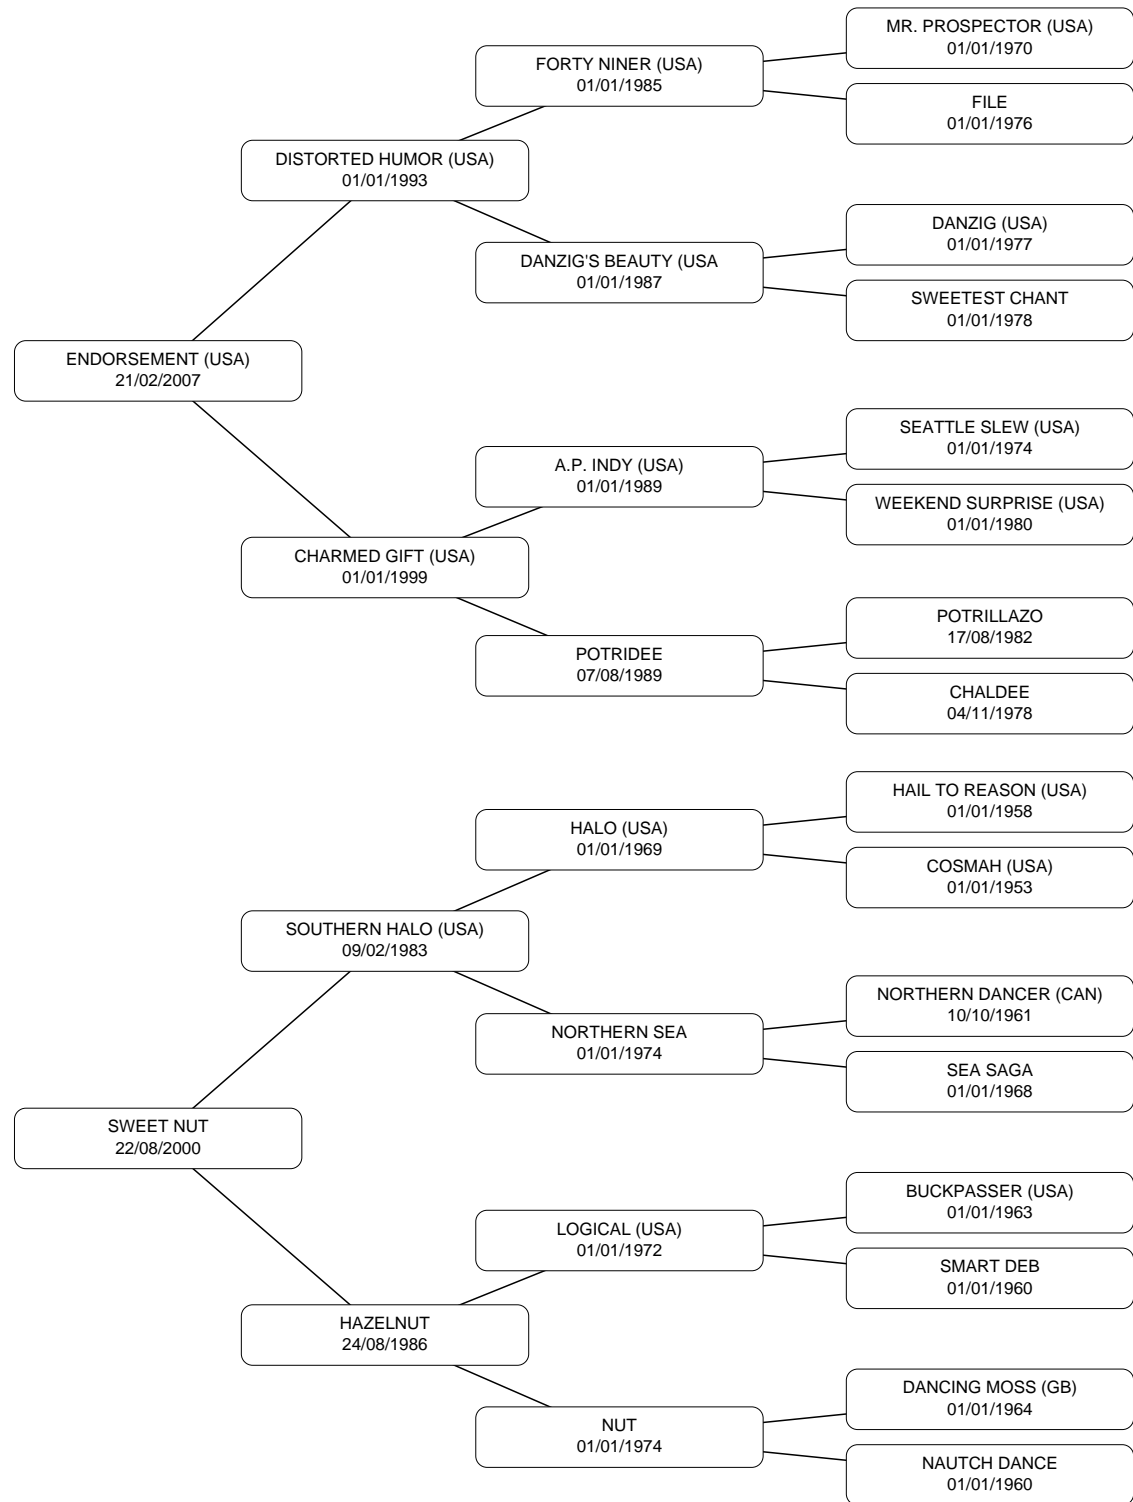 MR. PROSPECTOR (USA)
01/01/1970
FORTY NINER (USA)
01/01/1985
FILE
01/01/1976
DISTORTED HUMOR (USA)
01/01/1993
DANZIG (USA)
01/01/1977
DANZIG'S BEAUTY (USA
01/01/1987
SWEETEST CHANT
01/01/1978
ENDORSEMENT (USA)
21/02/2007
SEATTLE SLEW (USA)
01/01/1974
A.P. INDY (USA)
01/01/1989
WEEKEND SURPRISE (USA)
01/01/1980
CHARMED GIFT (USA)
01/01/1999
POTRILLAZO
17/08/1982
POTRIDEE
07/08/1989
CHALDEE
04/11/1978
HAIL TO REASON (USA)
01/01/1958
HALO (USA)
01/01/1969
COSMAH (USA)
01/01/1953
SOUTHERN HALO (USA)
09/02/1983
NORTHERN DANCER (CAN)
10/10/1961
NORTHERN SEA
01/01/1974
SEA SAGA
01/01/1968
SWEET NUT
22/08/2000
BUCKPASSER (USA)
01/01/1963
LOGICAL (USA)
01/01/1972
SMART DEB
01/01/1960
HAZELNUT
24/08/1986
DANCING MOSS (GB)
01/01/1964
NUT
01/01/1974
NAUTCH DANCE
01/01/1960